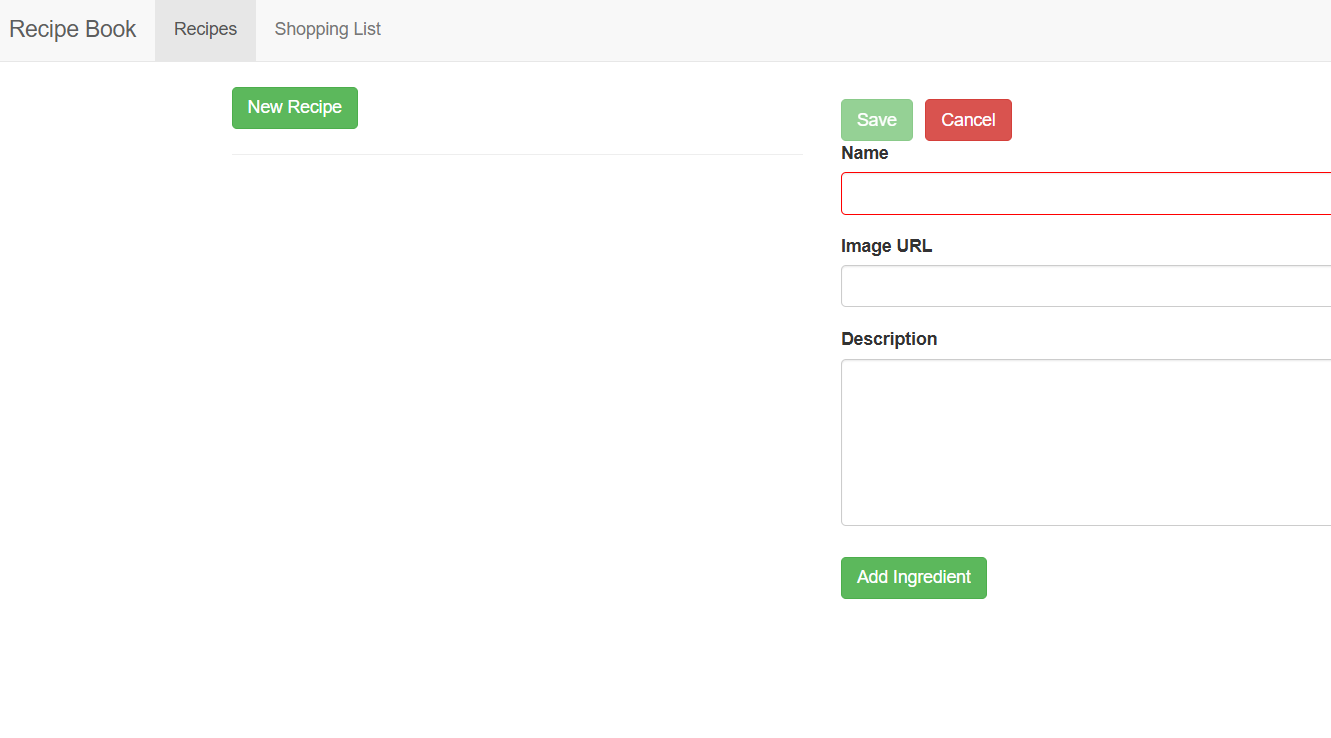 Recipe Book Recipes Shopping List
New Recipe
Save Cancel
Name
Image URL
Description
Add Ingredient